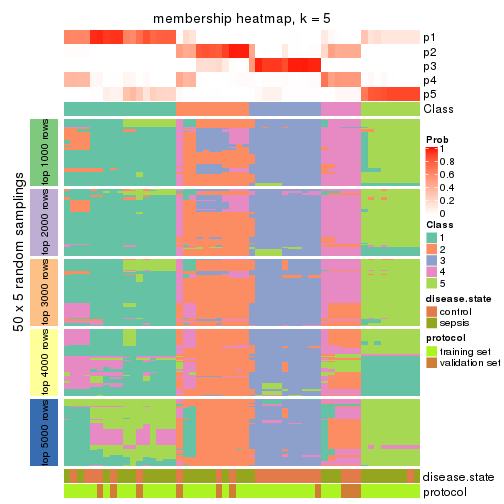 membership heatmap, k = 5
p1
p2
p3
p4
p5
Class
50 x 5 random samplings
top 1000 rows
top 2000 rows
top 3000 rows
top 4000 rows
top 5000 rows
disease.state
protocol
Prob
1
0.8
0.6
0.4
0.2
0
Class
1
2
3
4
5
disease.state
control
sepsis
protocol
training set
validation set